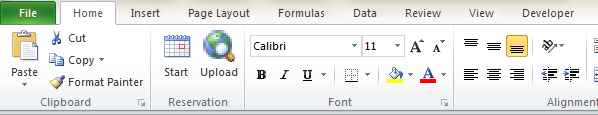 File Home Insert Page Layout Formulas Data Review View Developer
Cut
Copy
Format Painter
Paste
Clipboard
Start Upload
Reservation
Calibri 11 A A
B I U A
Font
Alignment